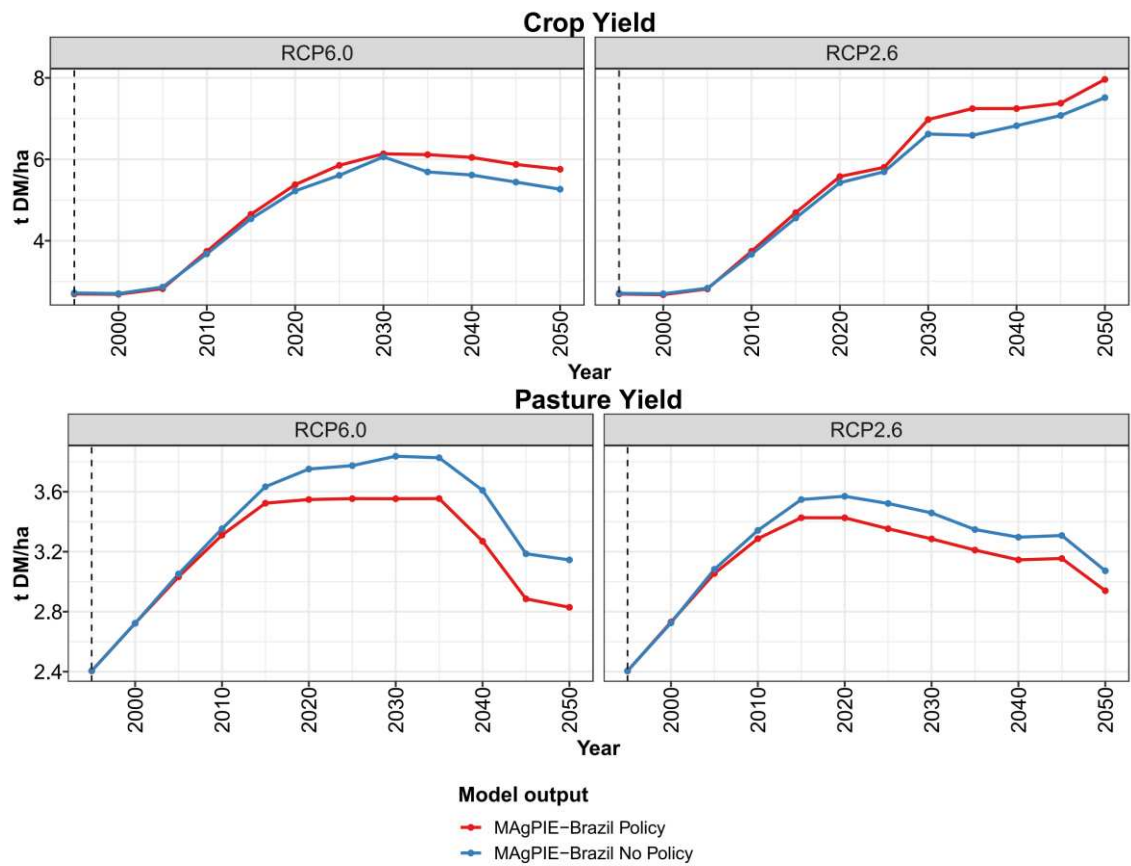 Crop Yield
RCP6.0 RCP2.6
t DM/ha
8
6
4
2000 2010 2020 2030 2040 2050 2000 2010 2020 2030 2040 2050
Year
Pasture Yield
RCP6.0 RCP2.6
t DM/ha
3.6
3.2
2.8
2.4
2000 2010 2020 2030 2040 2050 2000 2010 2020 2030 2040 2050
Year
Model output
MAgPIE−Brazil Policy
MAgPIE−Brazil No Policy